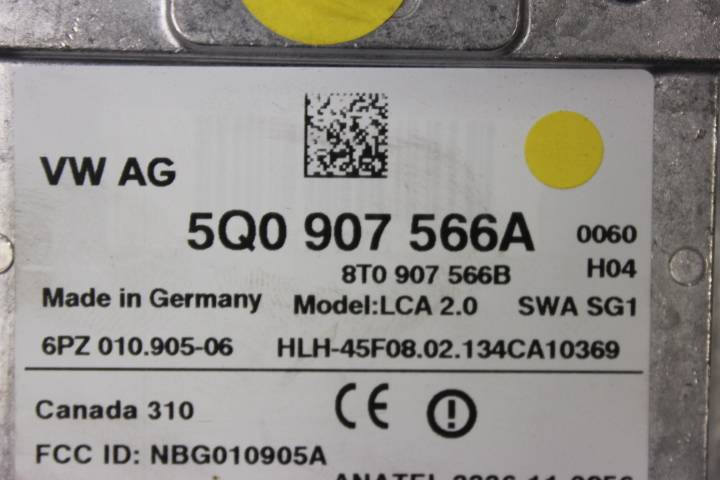 VW AG
5Q0 907 566A 0060
8T0 907 566B H04
Made in Germany Model:LCA 2.0 SWA SG1
6PZ 010.905-06 HLH-45F08.02.134CA10369
Canada 310 CE
FCC ID: NBG010905A